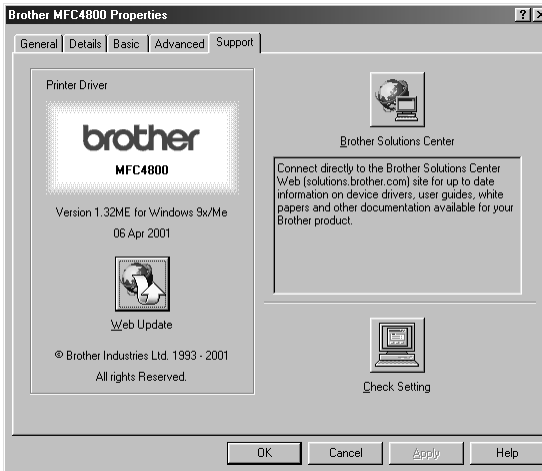 Brother MFC4800 Properties
General Details Basic Advanced Support
Printer Driver
brother
MFC4800
Version 1.32ME for Windows 9x/Me
06 Apr 2001
Web Update
© Brother Industries Ltd. 1993 - 2001
All rights Reserved.
Brother Solutions Center
Connect directly to the Brother Solutions Center
Web (solutions.brother.com) site for up to date
information on device drivers, user guides, white
papers and other documentation available for your
Brother product.
Check Setting
OK Cancel Apply Help